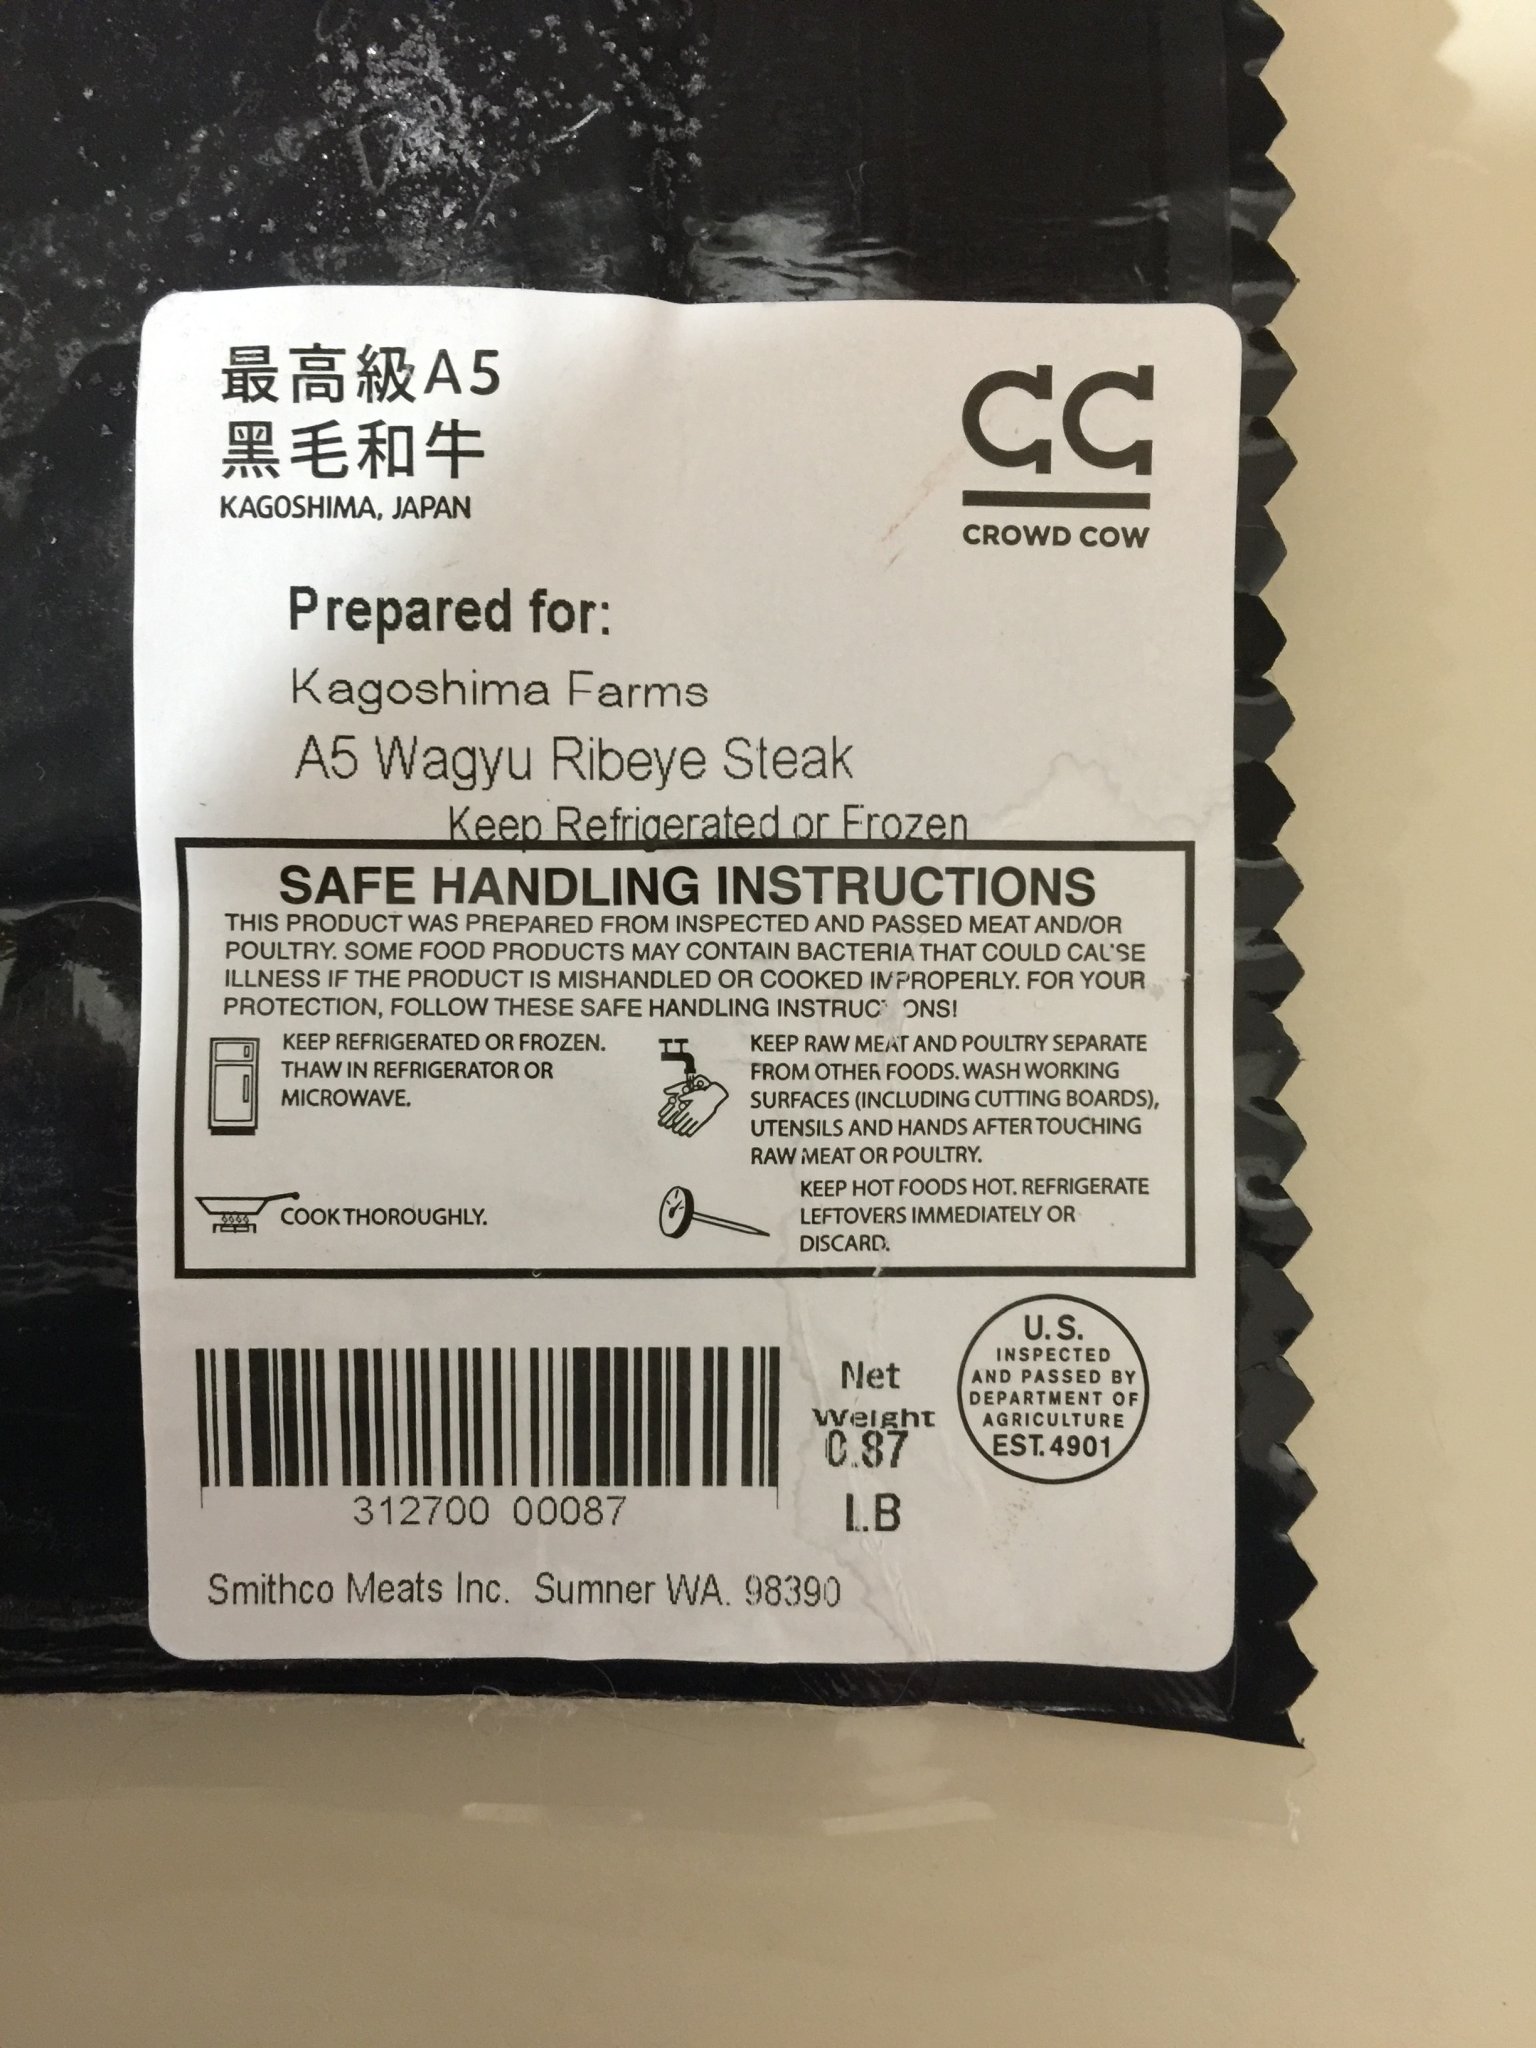 最高級A5
黑毛和牛
KAGOSHIMA, JAPAN
CC
CROWD COW
Prepared for:
Kagoshima Farms
A5 Wagyu Ribeye Steak
Keep Refrigerated or Frozen
SAFE HANDLING INSTRUCTIONS
THIS PRODUCT WAS PREPARED FROM INSPECTED AND PASSED MEAT AND/OR
POULTRY. SOME FOOD PRODUCTS MAY CONTAIN BACTERIA THAT COULD CAUSE
ILLNESS IF THE PRODUCT IS MISHANDLED OR COOKED IMPROPERLY. FOR YOUR
PROTECTION, FOLLOW THESE SAFE HANDLING INSTRUCTIONS!
KEEP REFRIGERATED OR FROZEN.
THAW IN REFRIGERATOR OR
MICROWAVE.
KEEP RAW MEAT AND POULTRY SEPARATE
FROM OTHER FOODS. WASH WORKING
SURFACES (INCLUDING CUTTING BOARDS),
UTENSILS AND HANDS AFTER TOUCHING
RAW MEAT OR POULTRY.
COOK THOROUGHLY.
KEEP HOT FOODS HOT. REFRIGERATE
LEFTOVERS IMMEDIATELY OR
DISCARD.
312700 00087
Net
Weight
0.87
LB
U.S.
INSPECTED
AND PASSED BY
DEPARTMENT OF
AGRICULTURE
EST. 4901
Smithco Meats Inc. Sumner WA. 98390